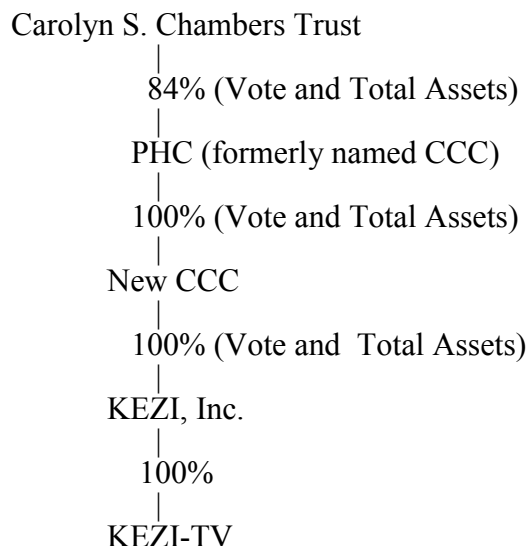 Carolyn S. Chambers Trust
84% (Vote and Total Assets)
PHC (formerly named CCC)
100% (Vote and Total Assets)
New CCC
100% (Vote and Total Assets)
KEZI, Inc.
100%
KEZI-TV